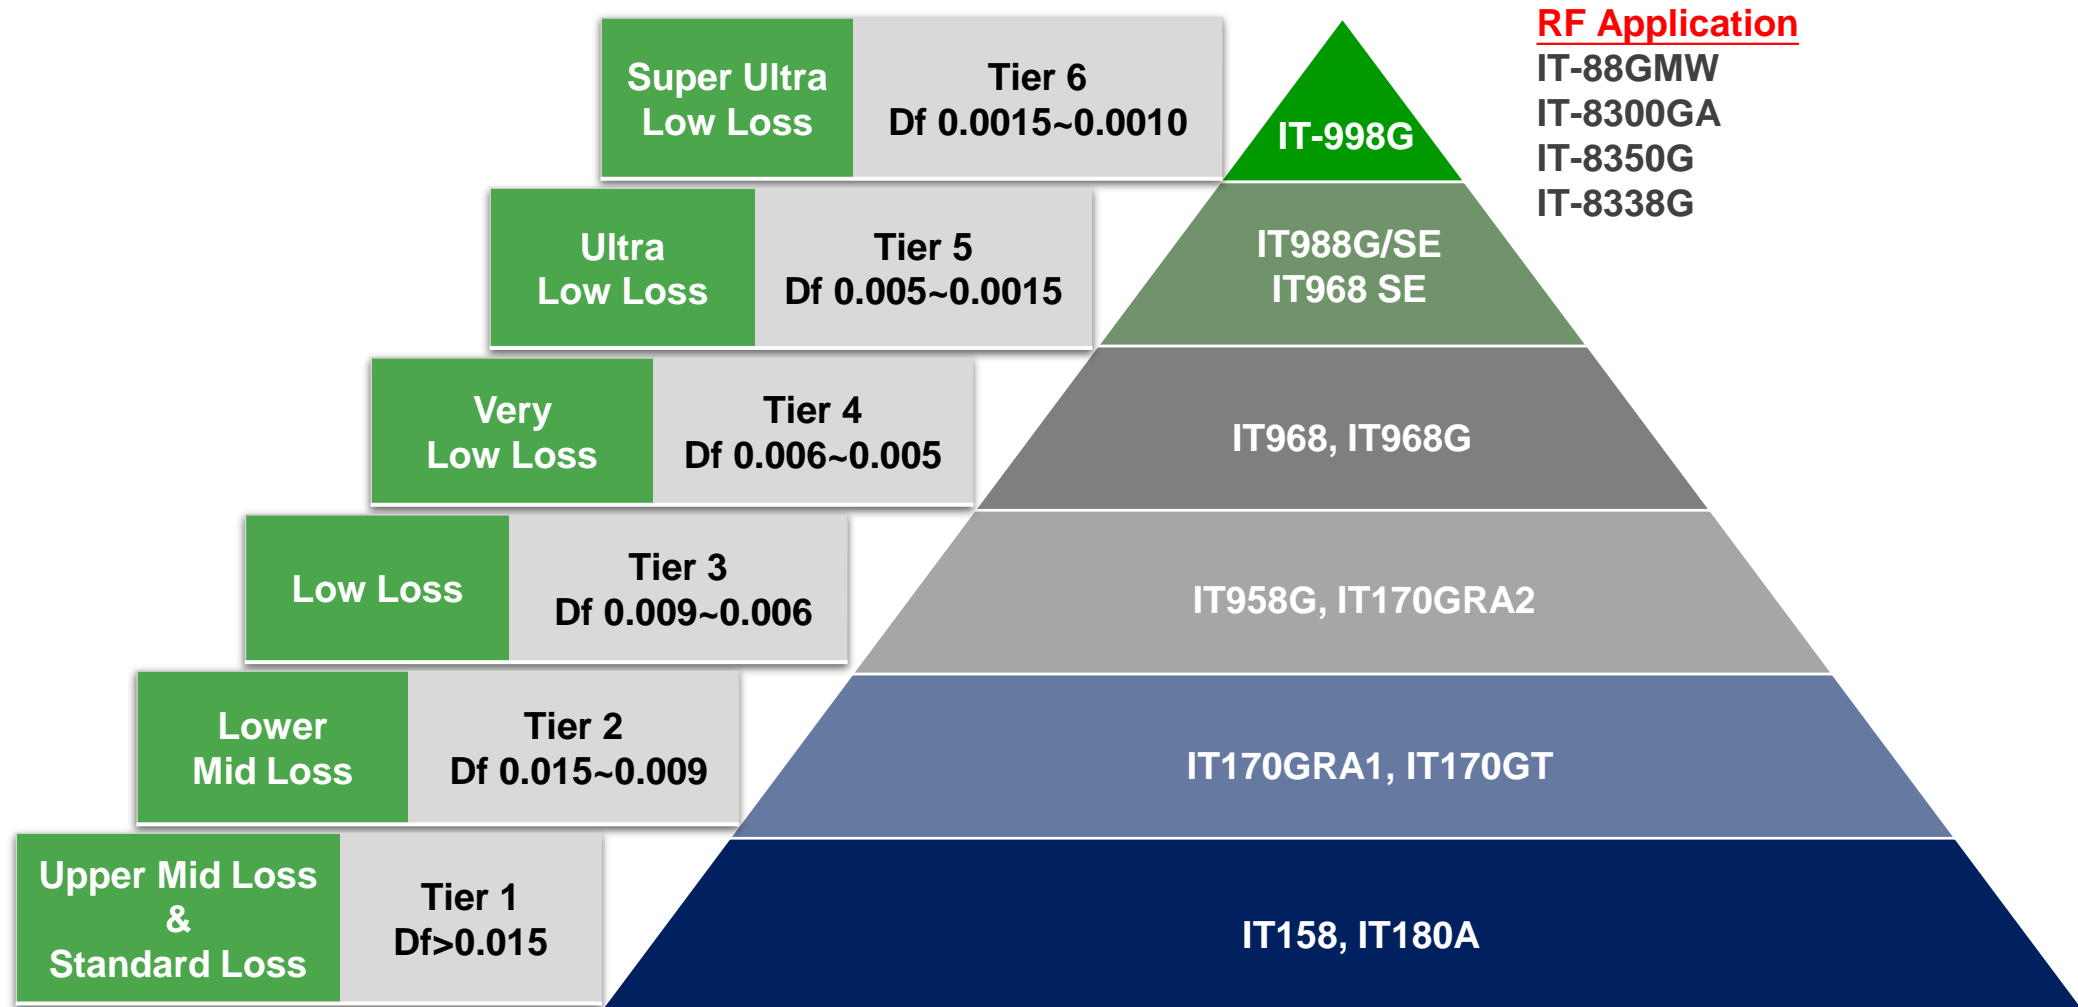 Super Ultra
Low Loss
Tier 6
Df 0.0015~0.0010
IT-998G
RF Application
IT-88GMW
IT-8300GA
IT-8350G
IT-8338G
Ultra
Low Loss
Tier 5
Df 0.005~0.0015
IT988G/SE
IT968 SE
Very
Low Loss
Tier 4
Df 0.006~0.005
IT968, IT968G
Low Loss
Tier 3
Df 0.009~0.006
IT958G, IT170GRA2
Lower
Mid Loss
Tier 2
Df 0.015~0.009
IT170GRA1, IT170GT
Upper Mid Loss
&
Standard Loss
Tier 1
Df>0.015
IT158, IT180A